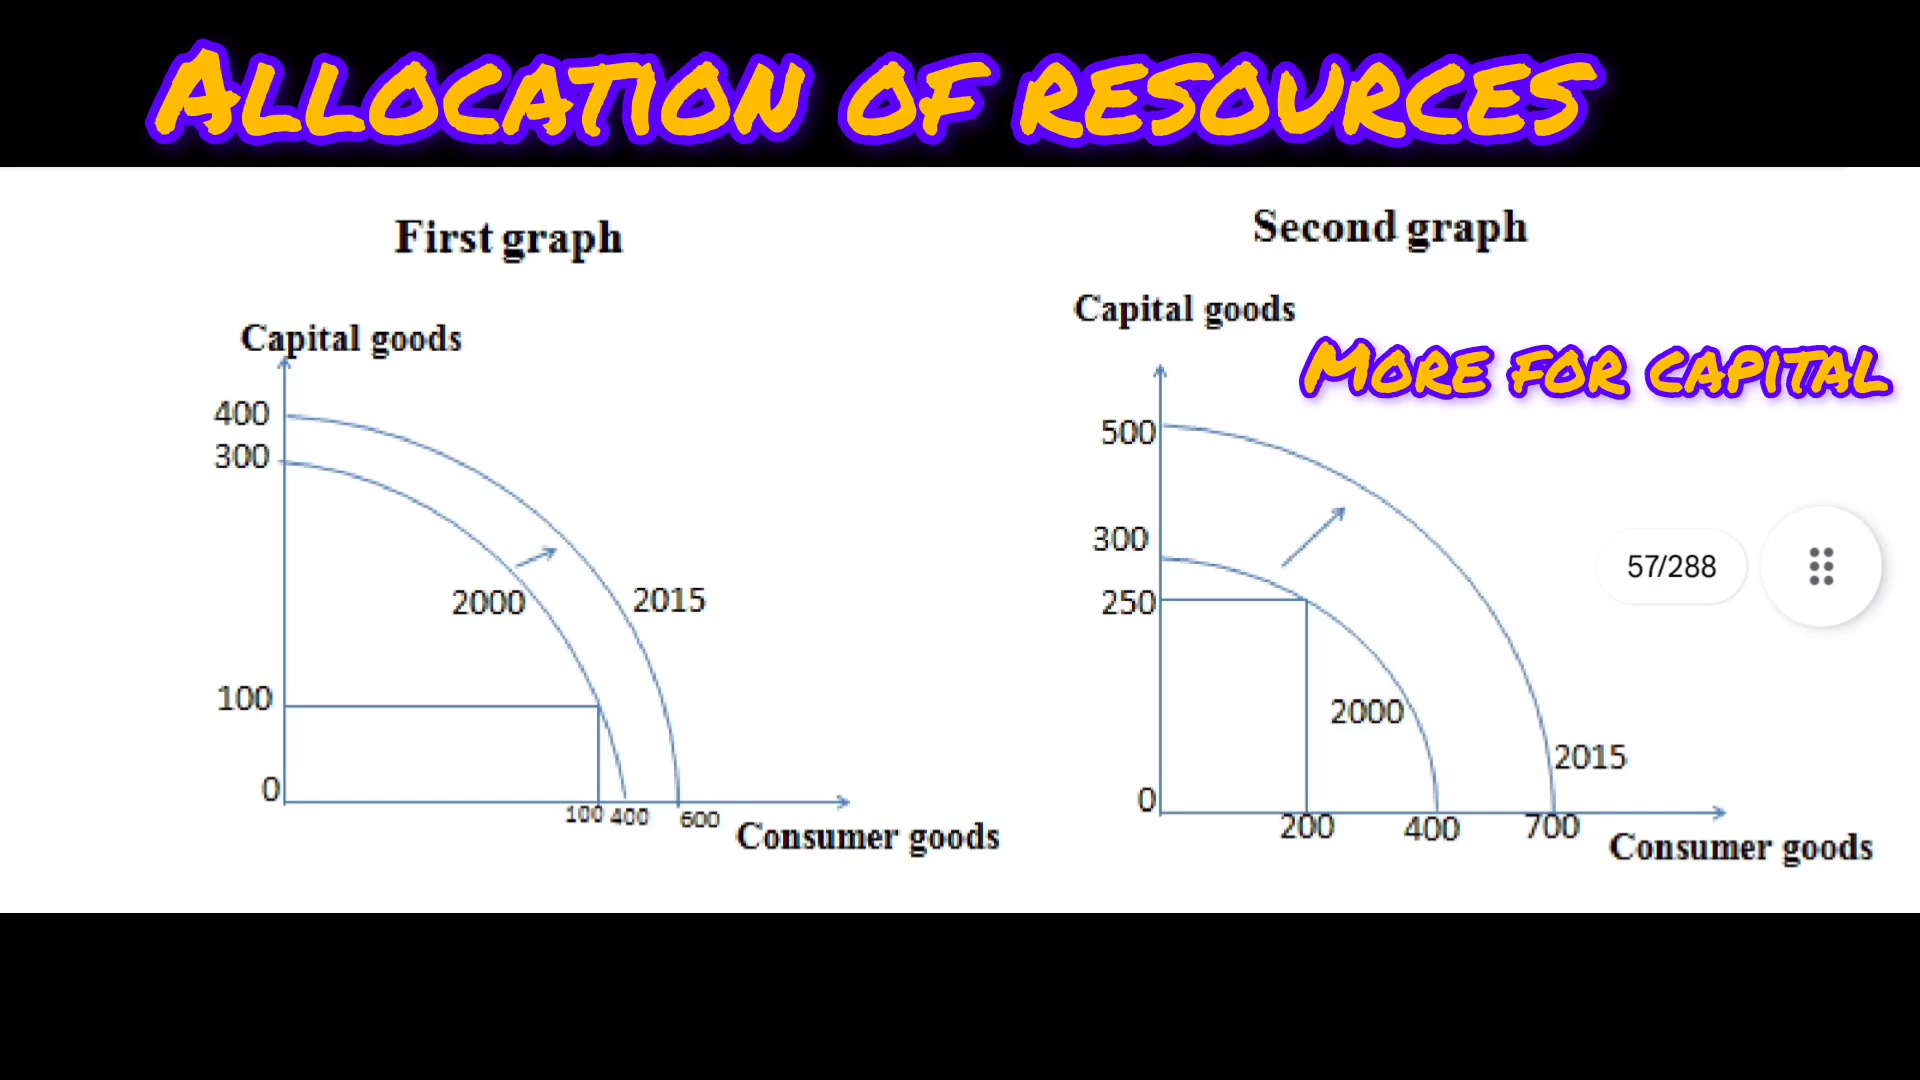 ALLOCATION OF RESOURCES
First graph
Capital goods
400
300
2000
2015
100
0
100 400 600
Consumer goods
Second graph
Capital goods
MORE FOR CAPITAL
500
300
57/288
250
2000
2015
0
200 400 700
Consumer goods